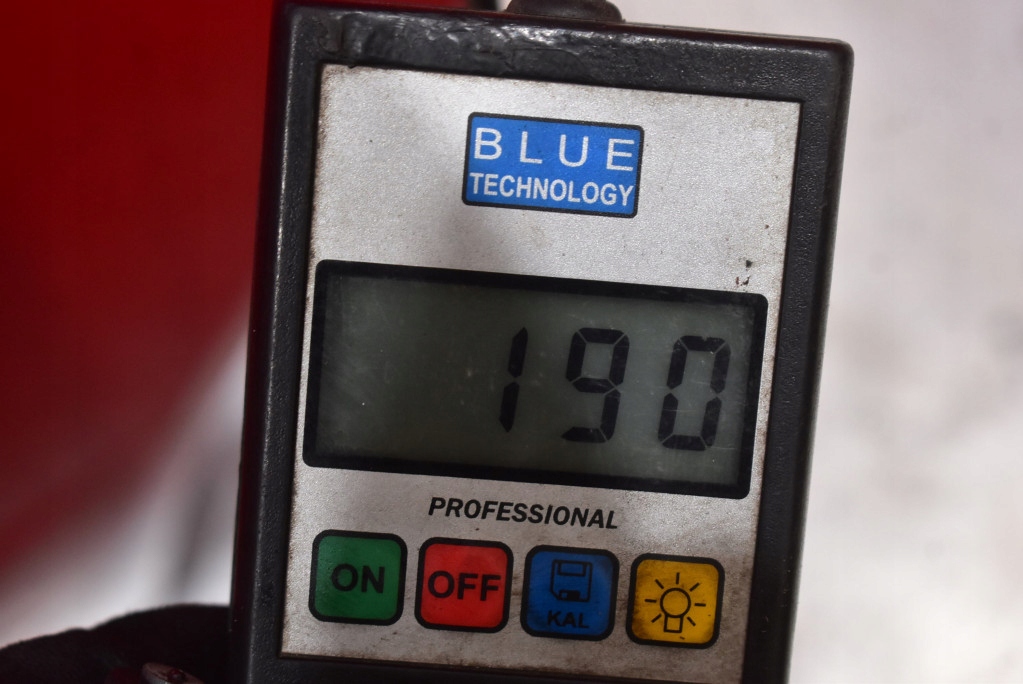 BLUE
TECHNOLOGY
190
PROFESSIONAL
ON OFF KAL